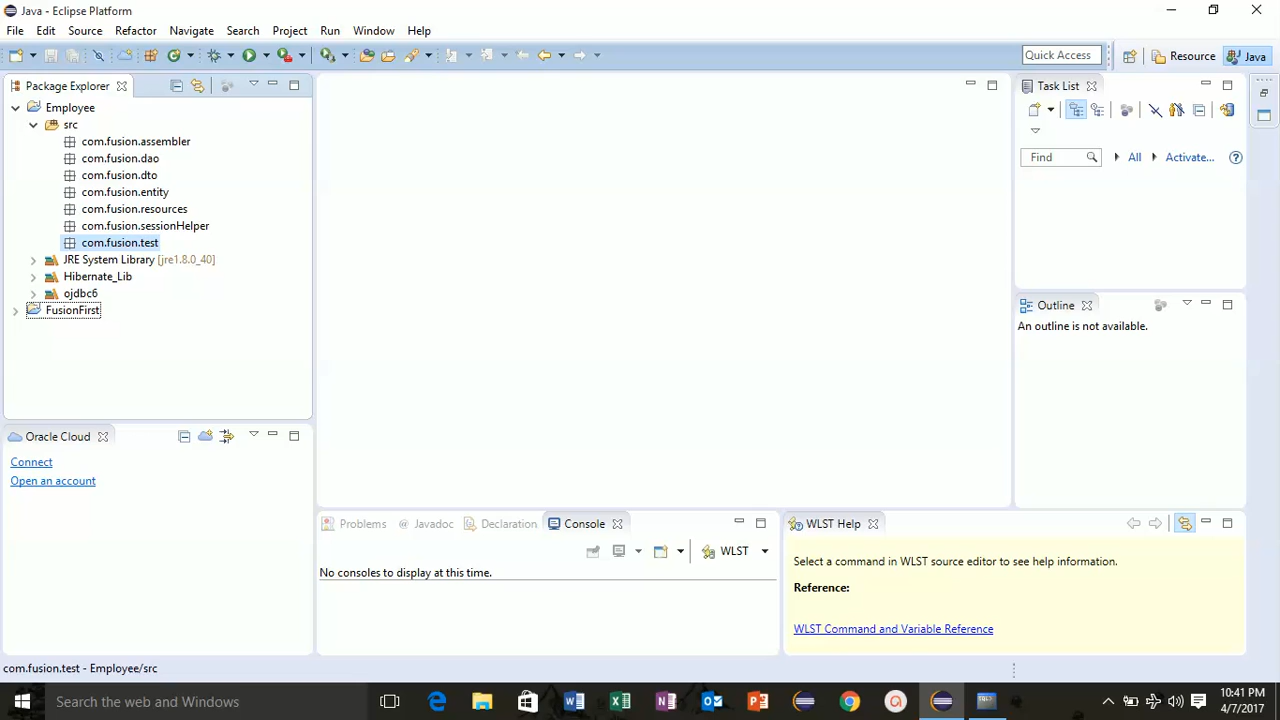 Java - Eclipse Platform
File Edit Source Refactor Navigate Search Project Run Window Help
Quick Access
Resource
Java
Package Explorer
Employee
src
com.fusion.assembler
com.fusion.dao
com.fusion.dto
com.fusion.entity
com.fusion.resources
com.fusion.sessionHelper
com.fusion.test
JRE System Library [jre1.8.0_40]
Hibernate_Lib
ojdbc6
FusionFirst
Task List
Find
All
Activate...
Outline
An outline is not available.
Oracle Cloud
Connect
Open an account
Problems
Javadoc
Declaration
Console
WLST
No consoles to display at this time.
WLST Help
Select a command in WLST source editor to see help information.
Reference:
WLST Command and Variable Reference
com.fusion.test - Employee/src
Search the web and Windows
10:41 PM
4/7/2017